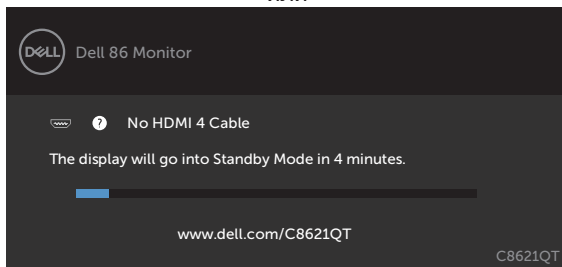 DELL
Dell 86 Monitor
? No HDMI 4 Cable
The display will go into Standby Mode in 4 minutes.
www.dell.com/C8621QT
C8621QT